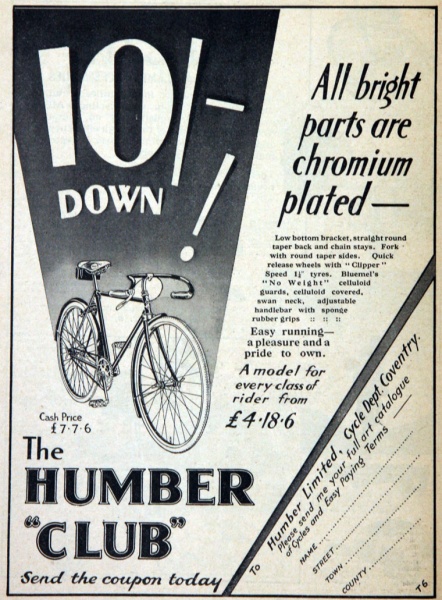 10/-!
DOWN
All bright
parts are
chromium
plated—
Low bottom bracket, straight round
taper back and chain stays. Fork
with round taper sides. Quick
release wheels with "Clipper"
Speed 1¼" tyres. Bluemel's
"No Weight" celluloid
guards, celluloid covered,
swan neck, adjustable
handlebar with sponge
rubber grips :: :: ::
Easy running—
a pleasure and a
pride to own.
A model for
every class of
rider from
£4·18·6
Cash Price
£7·7·6
The
HUMBER
"CLUB"
Send the coupon today
To Humber Limited, Cycle Dept Coventry.
Please send me your full art catalogue
of Cycles and Easy Paying Terms
NAME
STREET
TOWN
COUNTY
T6